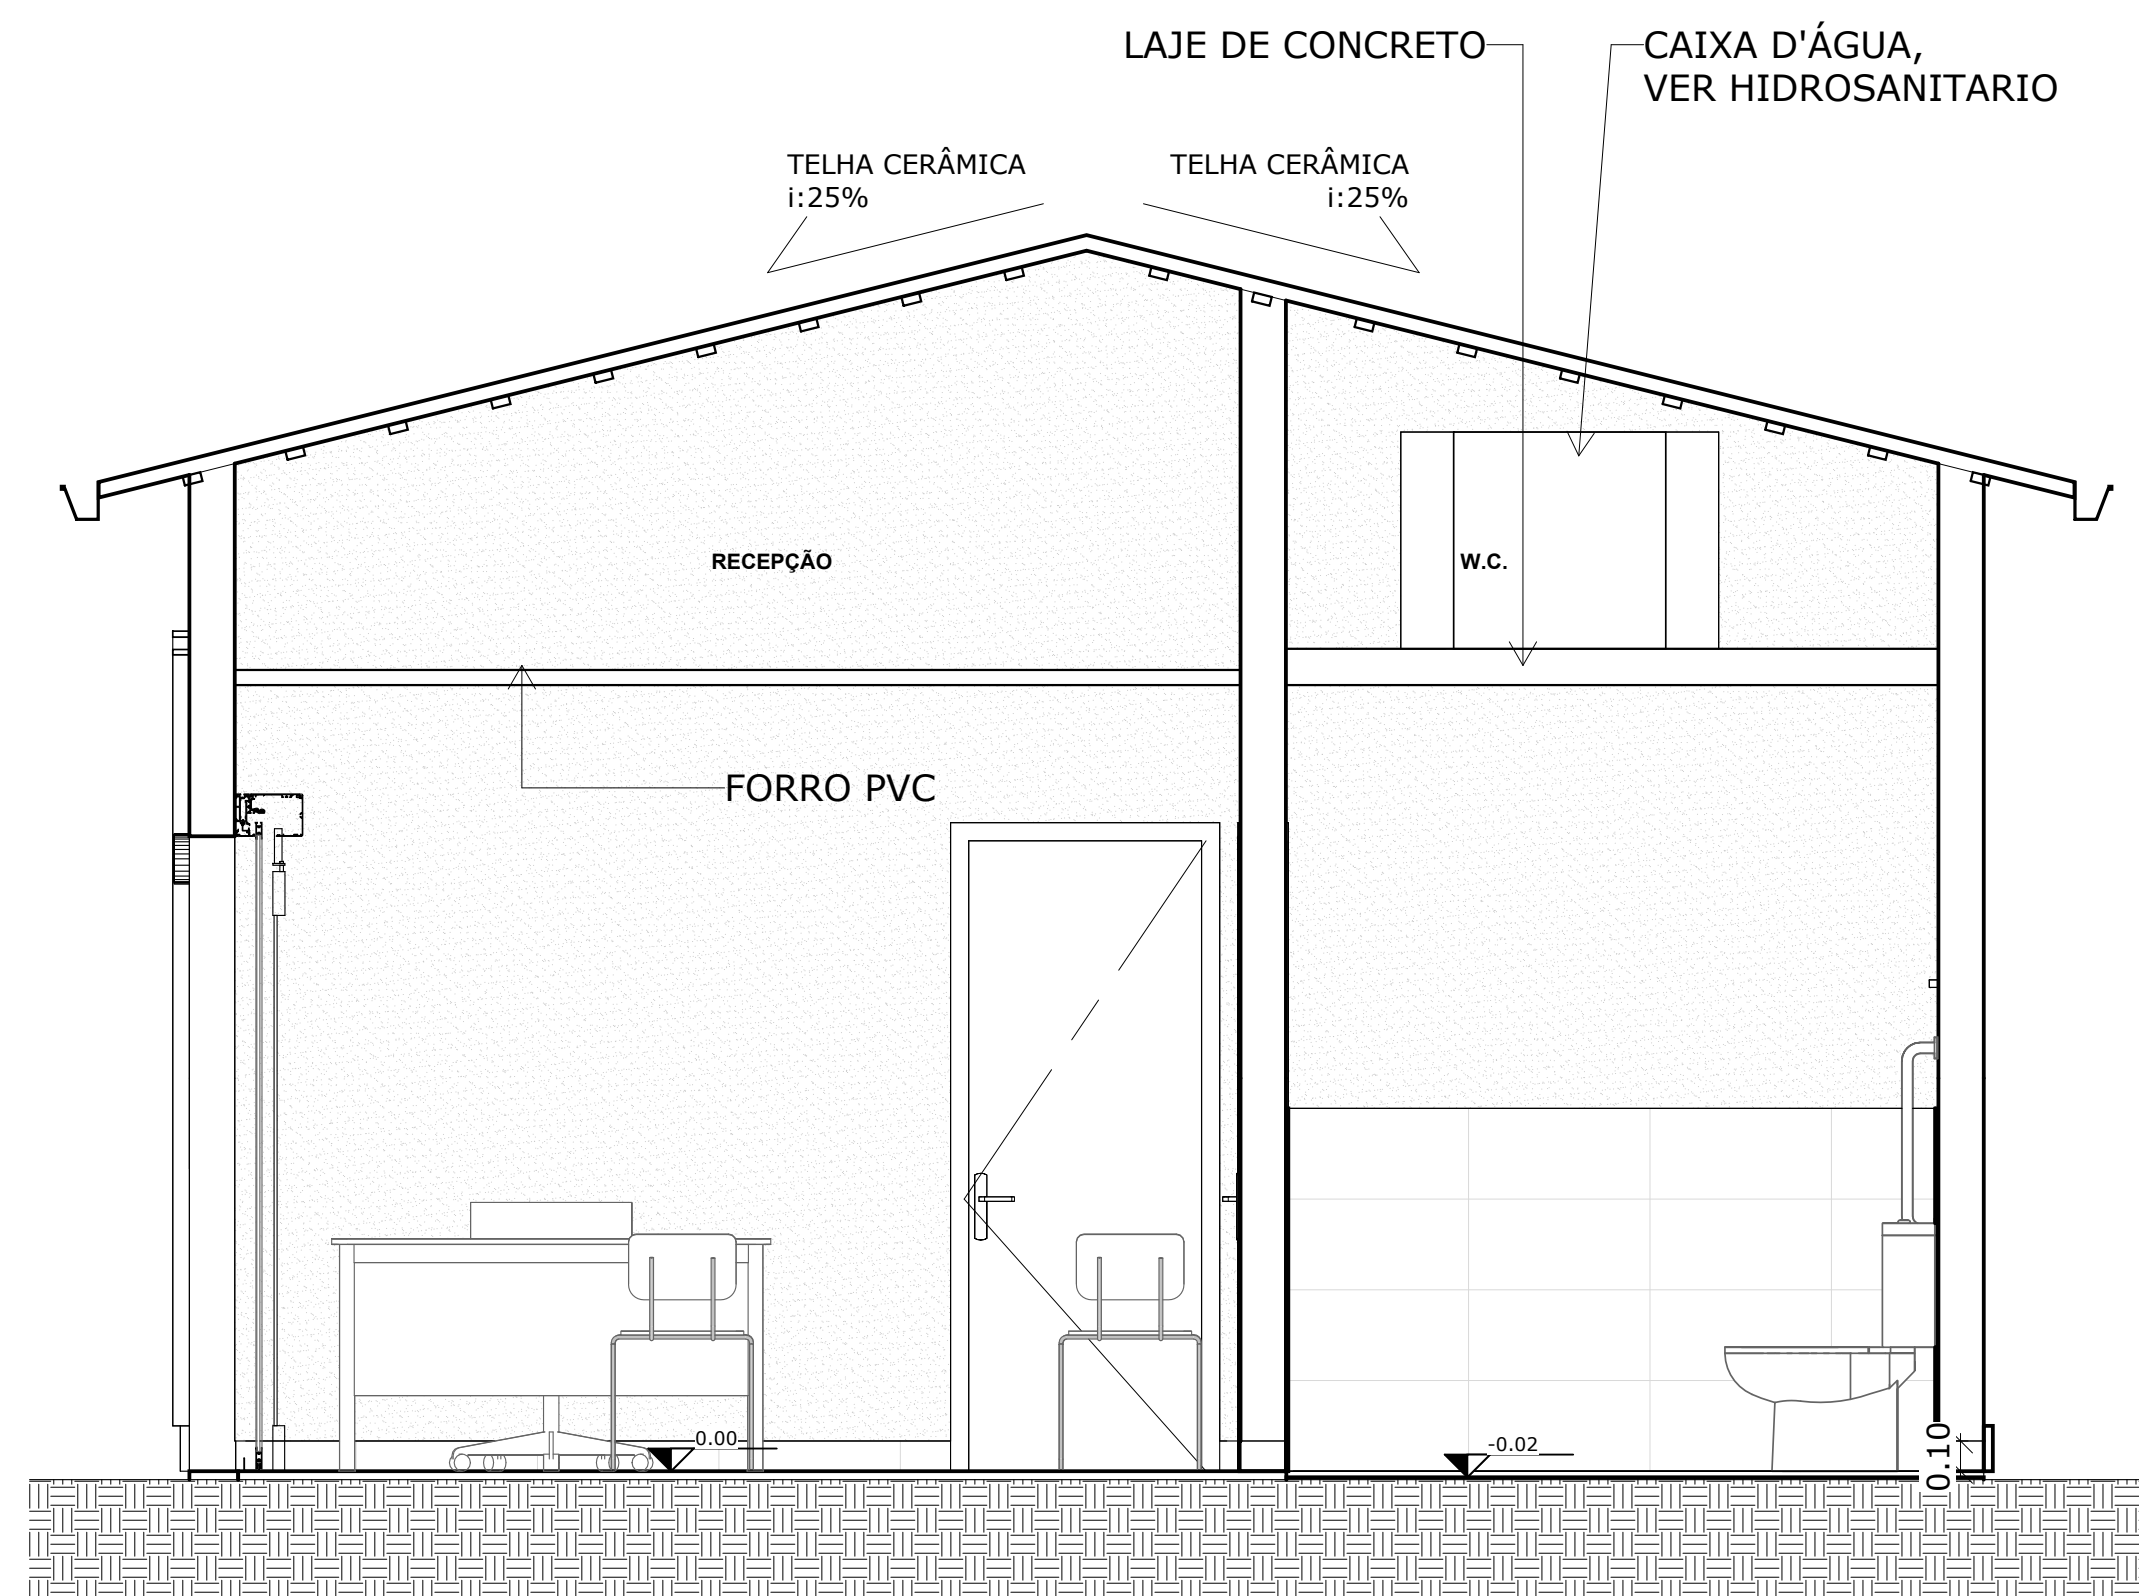 LAJE DE CONCRETO
CAIXA D'ÁGUA,
VER HIDROSANITARIO
TELHA CERÂMICA
i:25%
TELHA CERÂMICA
i:25%
RECEPÇÃO
W.C.
FORRO PVC
0.00
-0.02
0.10